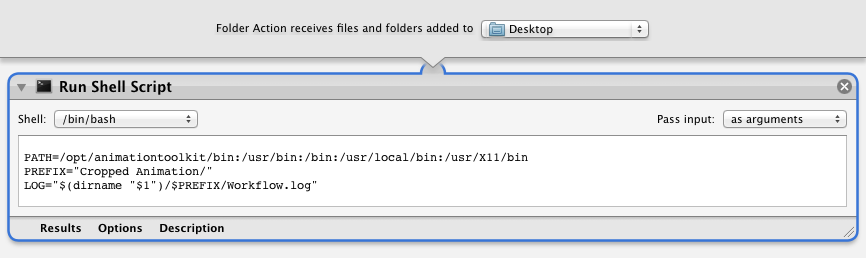 Folder Action receives files and folders added to Desktop
Run Shell Script
Shell: /bin/bash Pass input: as arguments
PATH=/opt/animationtoolkit/bin:/usr/bin:/bin:/usr/local/bin:/usr/X11/bin
PREFIX="Cropped Animation/"
LOG="$(dirname "$1")/$PREFIX/Workflow.log"
Results Options Description